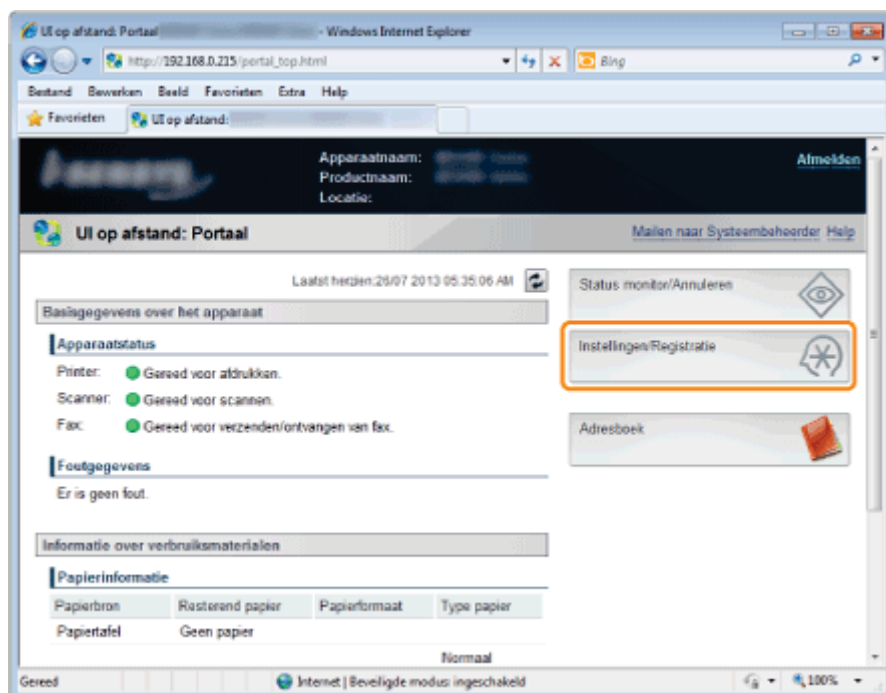 UI op afstand: Portaal - Windows Internet Explorer
http://192.168.0.215/portal_top.html
Bing
Bestand Bewerken Beeld Favorieten Extra Help
Favorieten
UI op afstand:
Apparaatnaam:
Productnaam:
Locatie:
Afmelden
UI op afstand: Portaal
Mailen naar Systeembeheerder Help
Laatst herzien:26/07 2013 05:35:06 AM
Basisgegevens over het apparaat
Apparaatstatus
Printer: Gereed voor afdrukken.
Scanner: Gereed voor scannen.
Fax: Gereed voor verzenden/ontvangen van fax.
Foutgegevens
Er is geen fout.
Informatie over verbruiksmaterialen
Papierinformatie
Papierbron Resterend papier Papierformaat Type papier
Papiertafel Geen papier
Normaal
Status monitor/Annuleren
Instellingen/Registratie
Adresboek
Gereed
Internet | Beveiligde modus ingeschakeld
100%